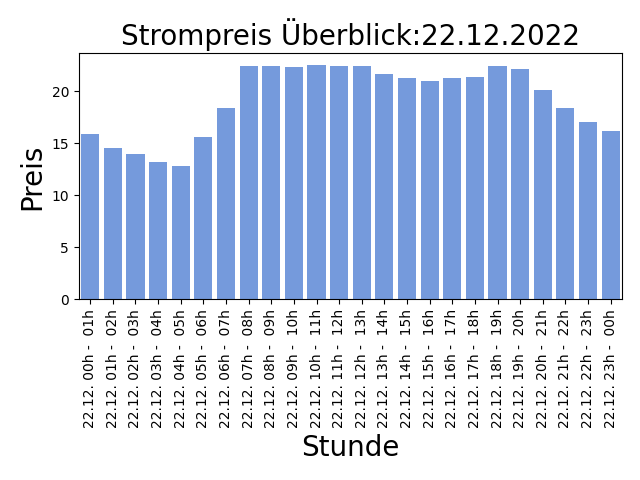 Strompreis Überblick:22.12.2022
Preis
20
15
10
5
0
22.12. 00h - 01h
22.12. 01h - 02h
22.12. 02h - 03h
22.12. 03h - 04h
22.12. 04h - 05h
22.12. 05h - 06h
22.12. 06h - 07h
22.12. 07h - 08h
22.12. 08h - 09h
22.12. 09h - 10h
22.12. 10h - 11h
22.12. 11h - 12h
22.12. 12h - 13h
22.12. 13h - 14h
22.12. 14h - 15h
22.12. 15h - 16h
22.12. 16h - 17h
22.12. 17h - 18h
22.12. 18h - 19h
22.12. 19h - 20h
22.12. 20h - 21h
22.12. 21h - 22h
22.12. 22h - 23h
22.12. 23h - 00h
Stunde